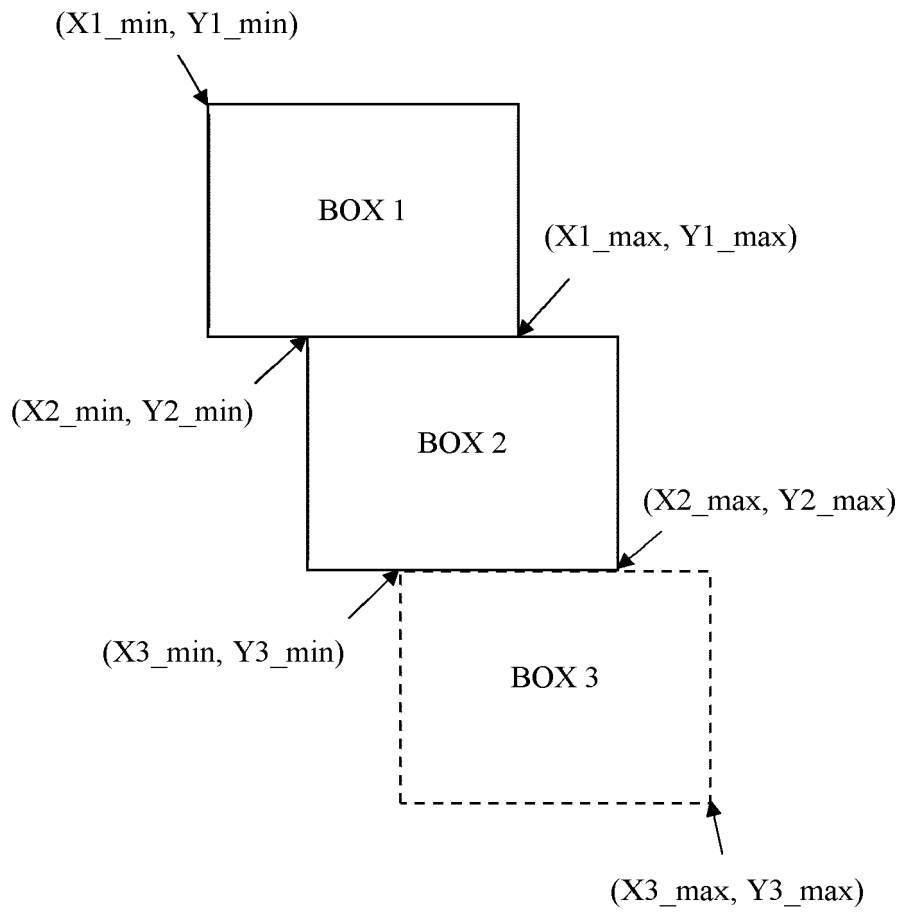 (X1_min, Y1_min)
BOX 1
(X1_max, Y1_max)
(X2_min, Y2_min)
BOX 2
(X2_max, Y2_max)
(X3_min, Y3_min)
BOX 3
(X3_max, Y3_max)